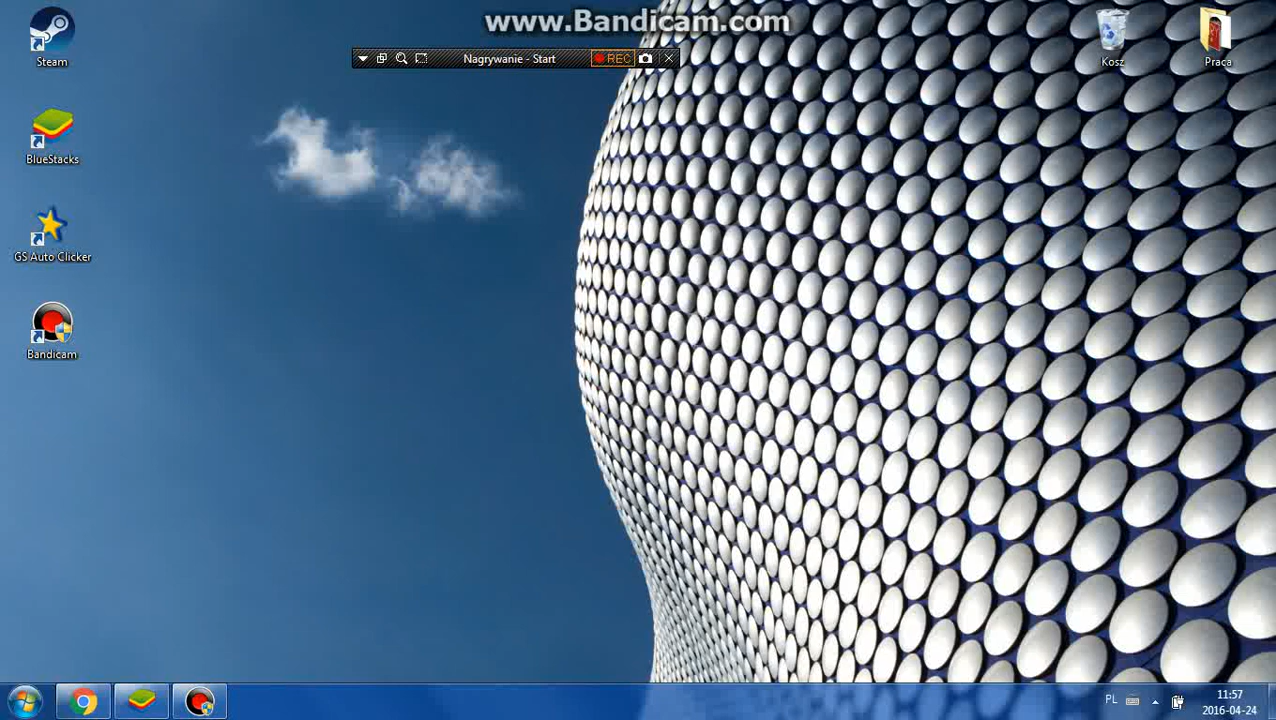 www.Bandicam.com
Nagrywanie - Start
REC
Steam
BlueStacks
GS Auto Clicker
Bandicam
Kosz
Praca
PL
11:57
2016-04-24